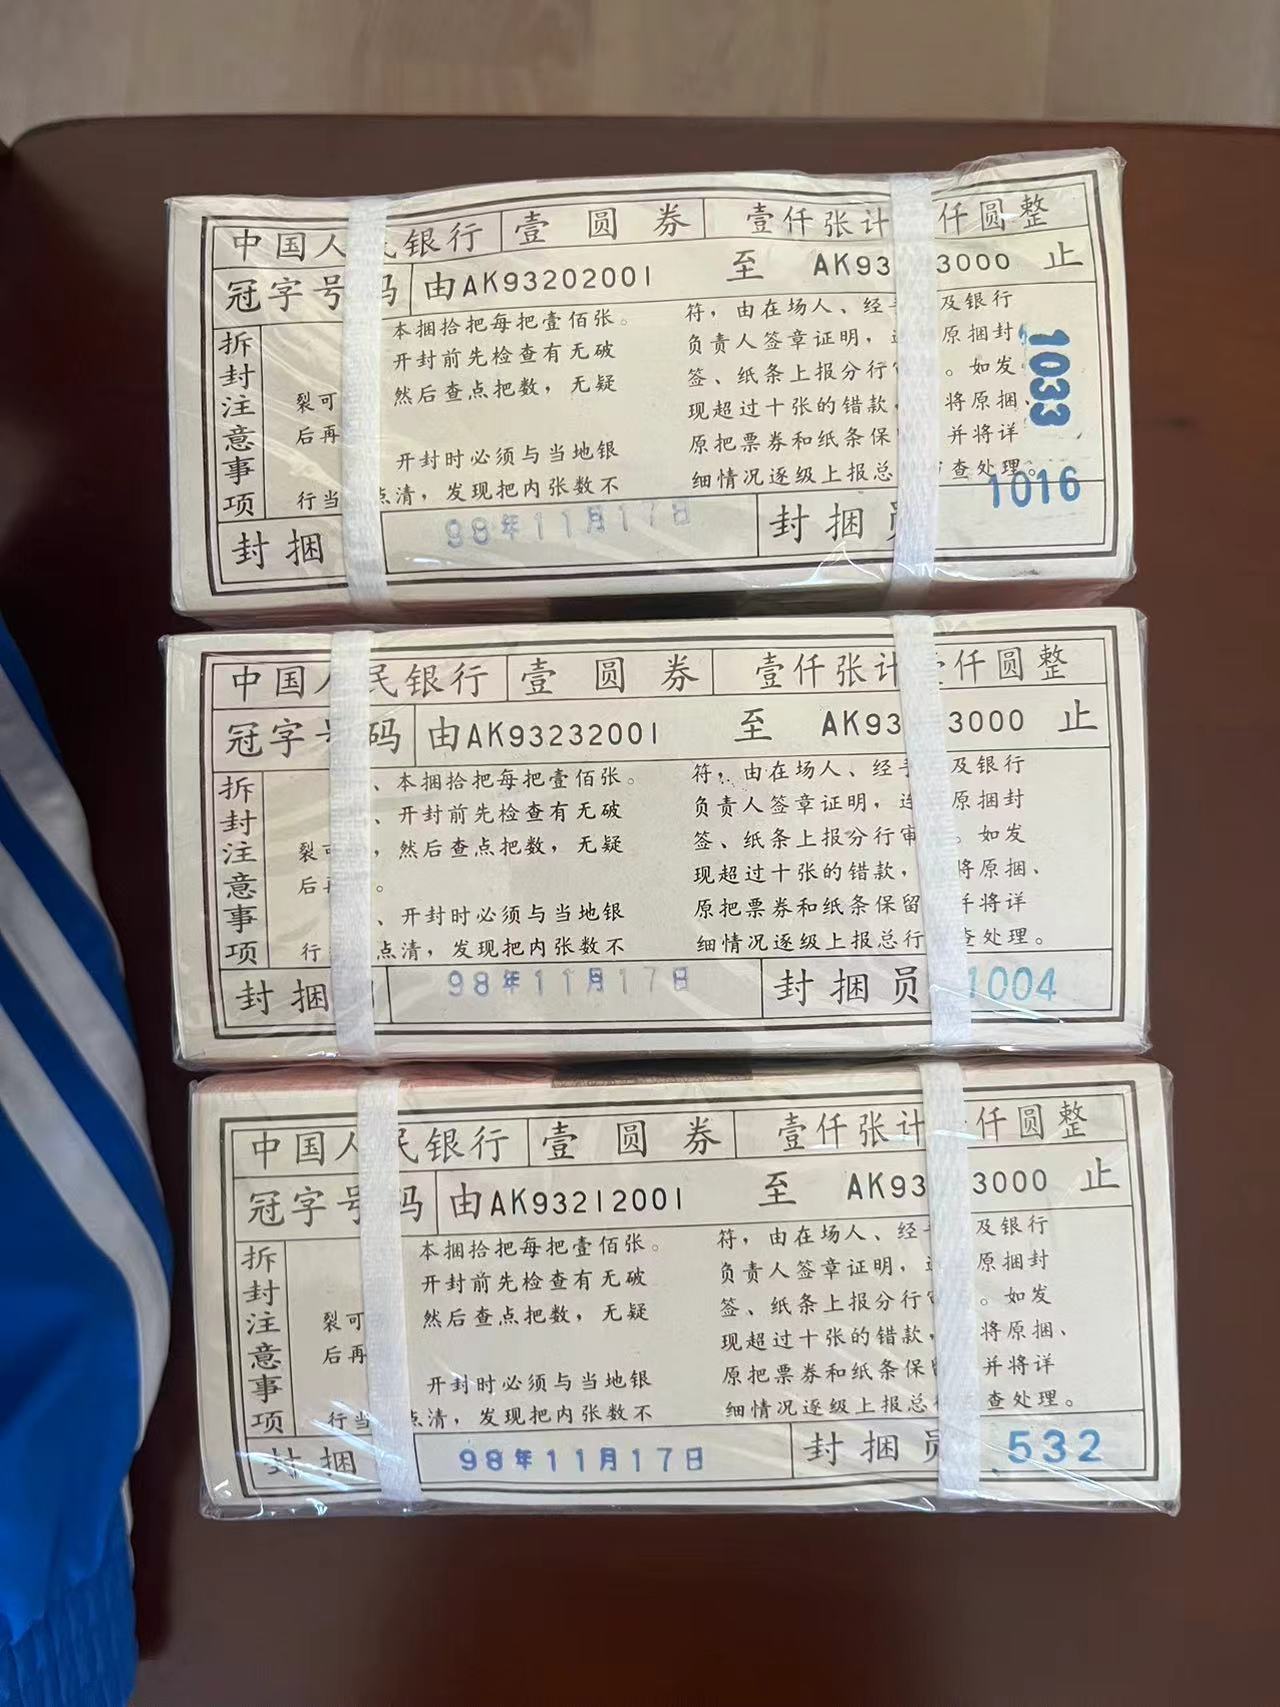 中国人民银行 壹圆券 壹仟张计 仟圆整
冠字号码 由AK93202001 至 AK93 3000 止
拆封注意事项
本捆拾把每把壹佰张。
开封前先检查有无破
裂可 然后查点把数，无疑
后再
开封时必须与当地银
行当 点清，发现把内张数不
符，由在场人、经手 及银行
负责人签章证明，连 原捆封
签、纸条上报分行审 。如发
现超过十张的错款， 将原捆、
原把票券和纸条保 并将详
细情况逐级上报总 查处理。
1033
封捆 98年11月17日 封捆员 1016
中国人民银行 壹圆券 壹仟张计壹仟圆整
冠字号码 由AK93232001 至 AK93 3000 止
拆封注意事项
、本捆拾把每把壹佰张。
、开封前先检查有无破
裂可 ，然后查点把数，无疑
后再 。
、开封时必须与当地银
行 点清，发现把内张数不
符，由在场人、经手 及银行
负责人签章证明，连 原捆封
签、纸条上报分行审 。如发
现超过十张的错款， 将原捆、
原把票券和纸条保留 并将详
细情况逐级上报总行 查处理。
封捆 98年11月17日 封捆员 1004
中国人民银行 壹圆券 壹仟张计 仟圆整
冠字号码 由AK93212001 至 AK93 3000 止
拆封注意事项
本捆拾把每把壹佰张。
开封前先检查有无破
裂可 然后查点把数，无疑
后再
开封时必须与当地银
行当 点清，发现把内张数不
符，由在场人、经手 及银行
负责人签章证明，连 原捆封
签、纸条上报分行 。如发
现超过十张的错款， 将原捆、
原把票券和纸条保 并将详
细情况逐级上报总 查处理。
封捆 98年11月17日 封捆员 532